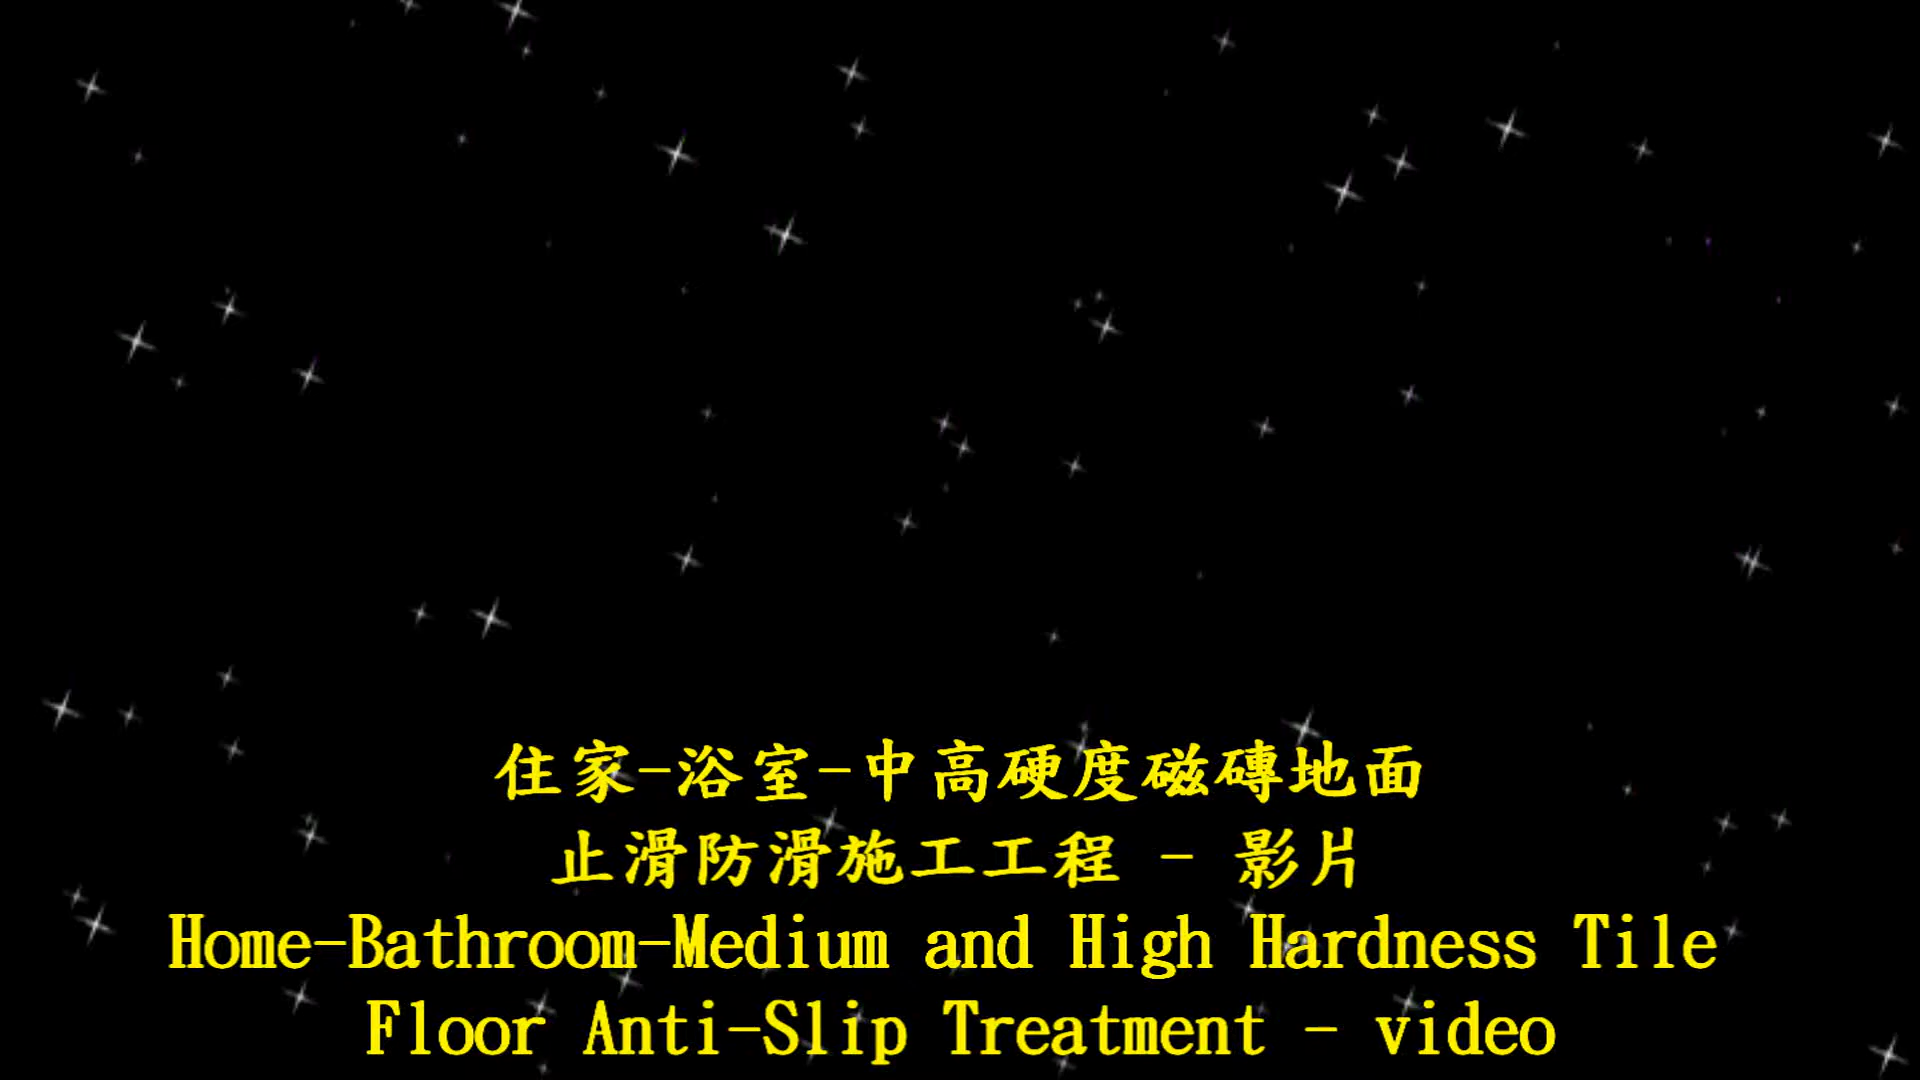 住家-浴室-中高硬度磁磚地面
止滑防滑施工工程 - 影片
Home-Bathroom-Medium and High Hardness Tile
Floor Anti-Slip Treatment - video